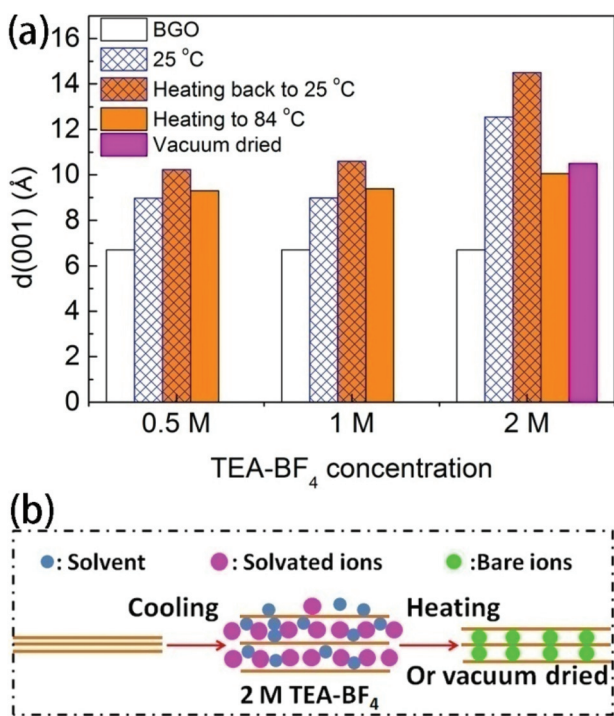 (a)
16
14
12
10
8
6
4
2
0
d(001) (Å)
BGO
25 °C
Heating back to 25 °C
Heating to 84 °C
Vacuum dried
0.5 M 1 M 2 M
TEA-BF₄ concentration
(b)
: Solvent : Solvated ions :Bare ions
Cooling Heating
Or vacuum dried
2 M TEA-BF₄